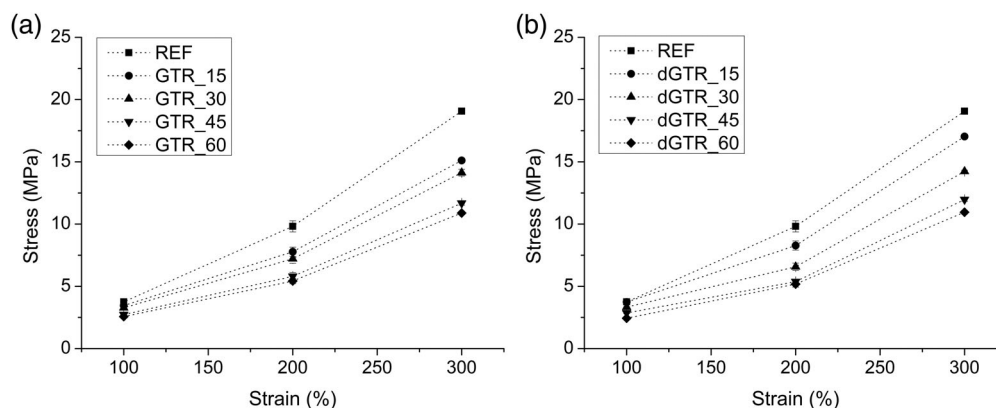 (a)
25
20
15
10
5
0
Stress (MPa)
REF
GTR_15
GTR_30
GTR_45
GTR_60
100 150 200 250 300
Strain (%)
(b)
25
20
15
10
5
0
Stress (MPa)
REF
dGTR_15
dGTR_30
dGTR_45
dGTR_60
100 150 200 250 300
Strain (%)